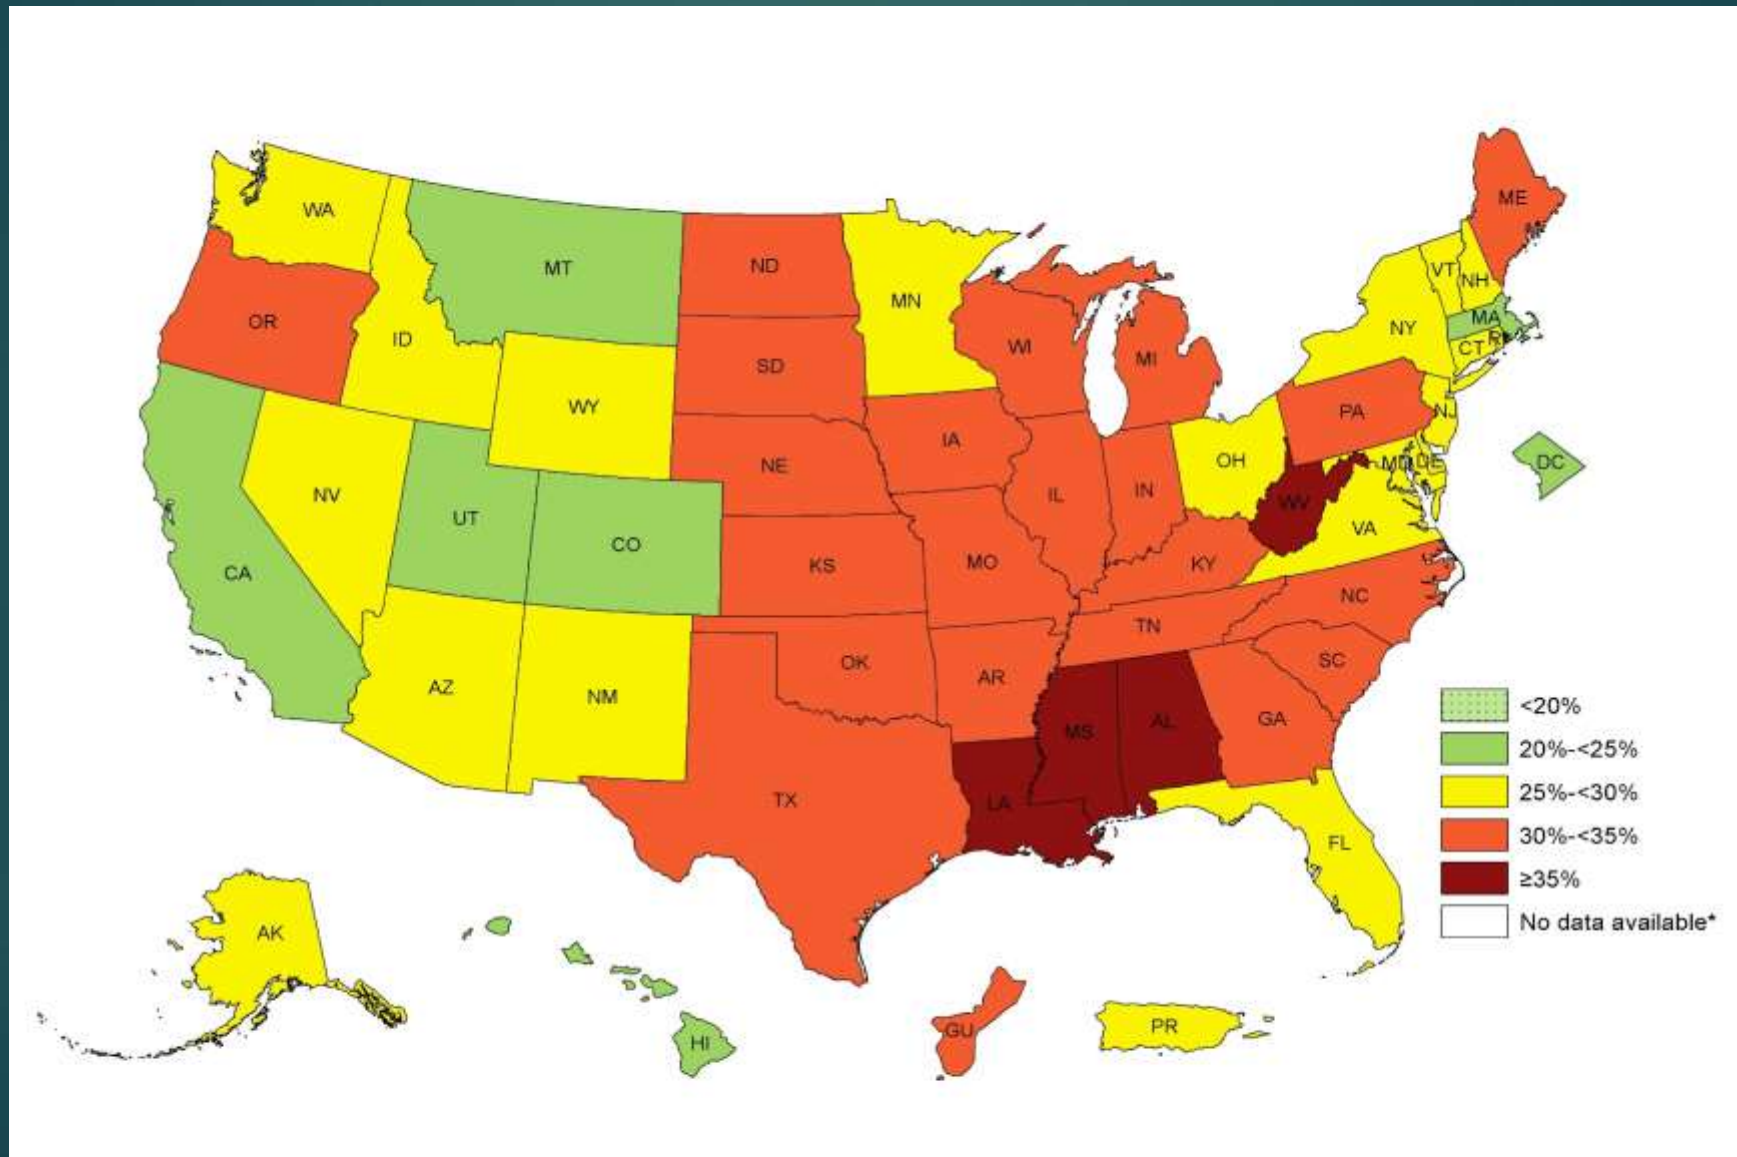 ME
WA
MT
ND
VT
NH
MN
OR
MA
NY
ID
WI
CT
RI
MI
SD
WY
PA
NJ
IA
NE
OH
MD
DE
DC
NV
IL
IN
WV
UT
VA
CO
MO
KS
KY
CA
NC
TN
SC
OK
AR
AZ
NM
GA
<20%
MS
AL
20%-<25%
25%-<30%
TX
LA
30%-<35%
FL
≥35%
No data available*
AK
PR
GU
HI